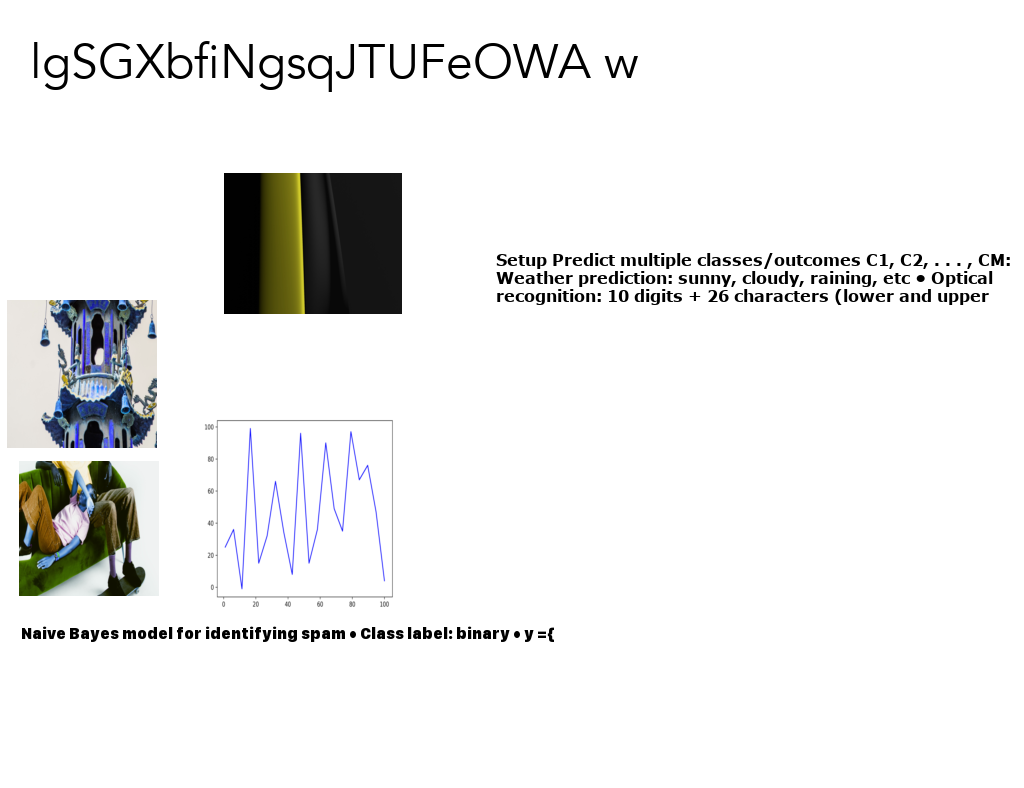 lgSGXbfiNgsqJTUFeOWA w
Setup Predict multiple classes/outcomes C1, C2, . . . , CM:
Weather prediction: sunny, cloudy, raining, etc • Optical
recognition: 10 digits + 26 characters (lower and upper
100
80
60
40
20
0
0 20 40 60 80 100
Naive Bayes model for identifying spam • Class label: binary • y ={